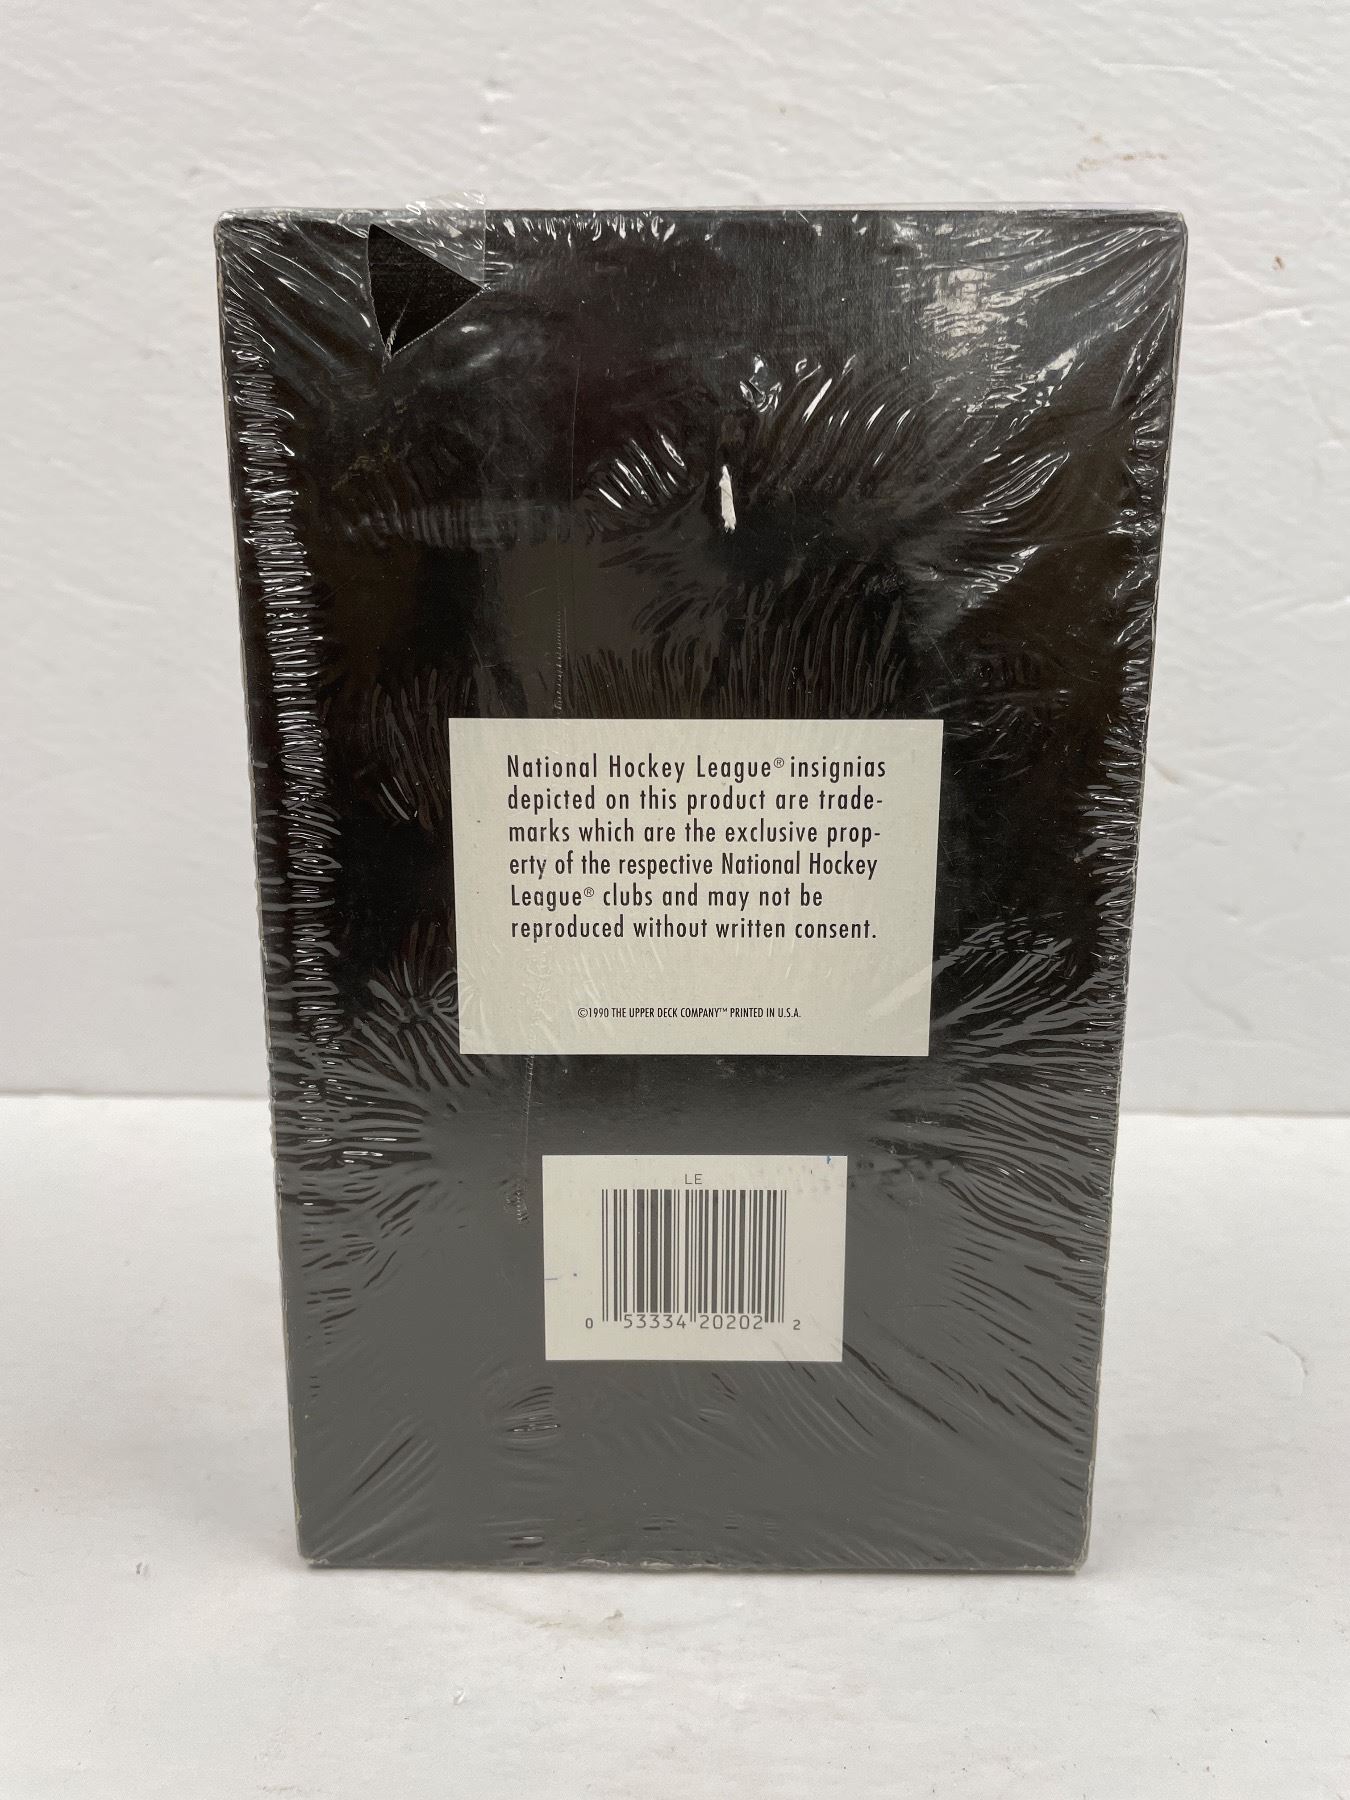 National Hockey League® insignias
depicted on this product are trade-
marks which are the exclusive prop-
erty of the respective National Hockey
League® clubs and may not be
reproduced without written consent.
©1990 THE UPPER DECK COMPANY™ PRINTED IN U.S.A.
LE
0 53334 20202 2